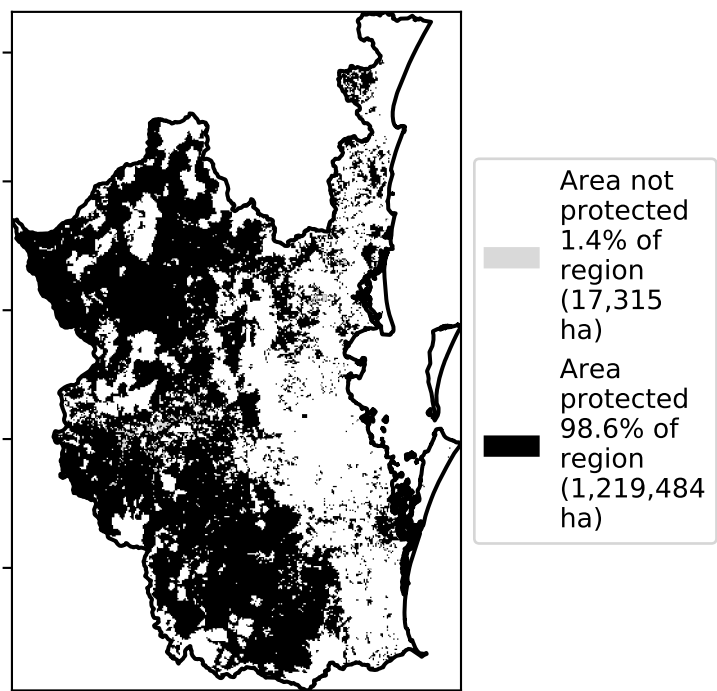 Area not
protected
1.4% of
region
(17,315
ha)
Area
protected
98.6% of
region
(1,219,484
ha)